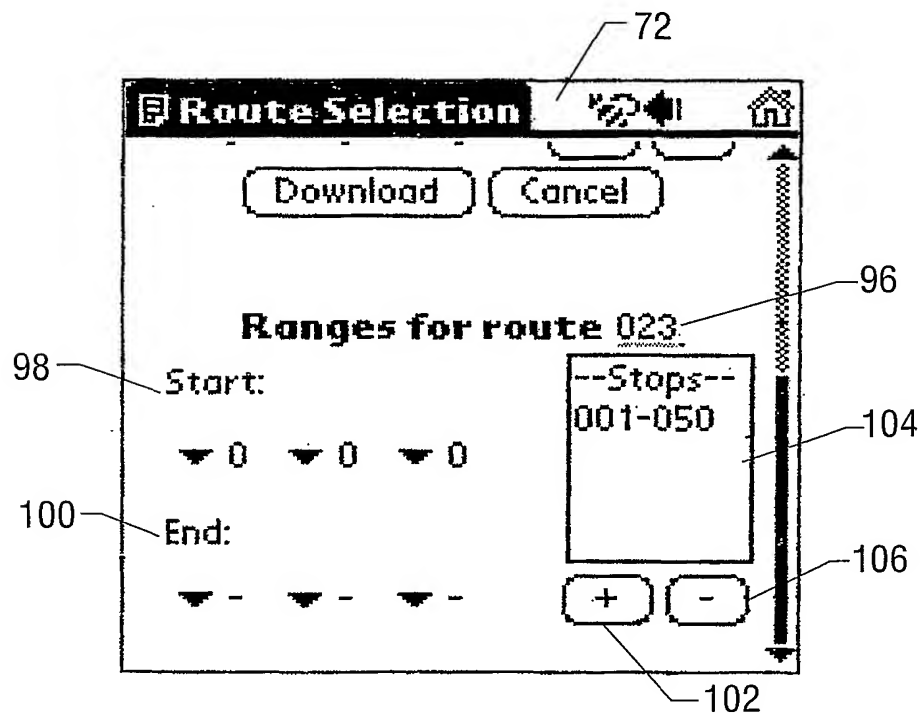 72
Route Selection
Download Cancel
96
Ranges for route 023
98
Start:
--Stops--
001-050
104
0 0 0
100
End:
106
- - -
+ -
102